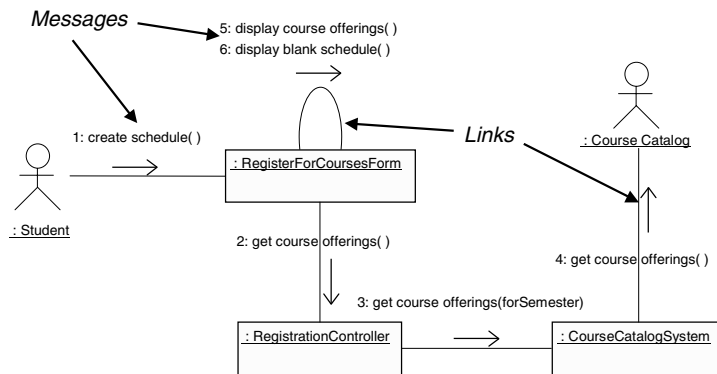 Messages
5: display course offerings( )
6: display blank schedule( )
1: create schedule( )
Links
: Course Catalog
: RegisterForCoursesForm
: Student
2: get course offerings( )
4: get course offerings( )
3: get course offerings(forSemester)
: RegistrationController
: CourseCatalogSystem